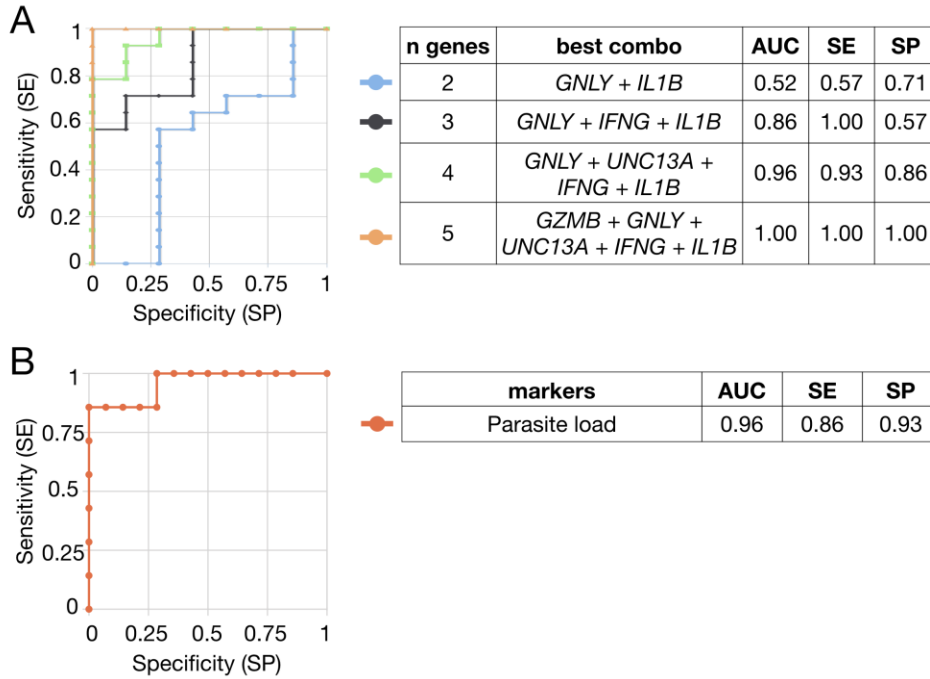 A
Sensitivity (SE)
1
0.8
0.6
0.4
0.2
0
0 0.25 0.5 0.75 1
Specificity (SP)
n genes best combo AUC SE SP
2 GNLY + IL1B 0.52 0.57 0.71
3 GNLY + IFNG + IL1B 0.86 1.00 0.57
4 GNLY + UNC13A + IFNG + IL1B 0.96 0.93 0.86
5 GZMB + GNLY + UNC13A + IFNG + IL1B 1.00 1.00 1.00
B
Sensitivity (SE)
1
0.75
0.5
0.25
0
0 0.25 0.5 0.75 1
Specificity (SP)
markers AUC SE SP
Parasite load 0.96 0.86 0.93